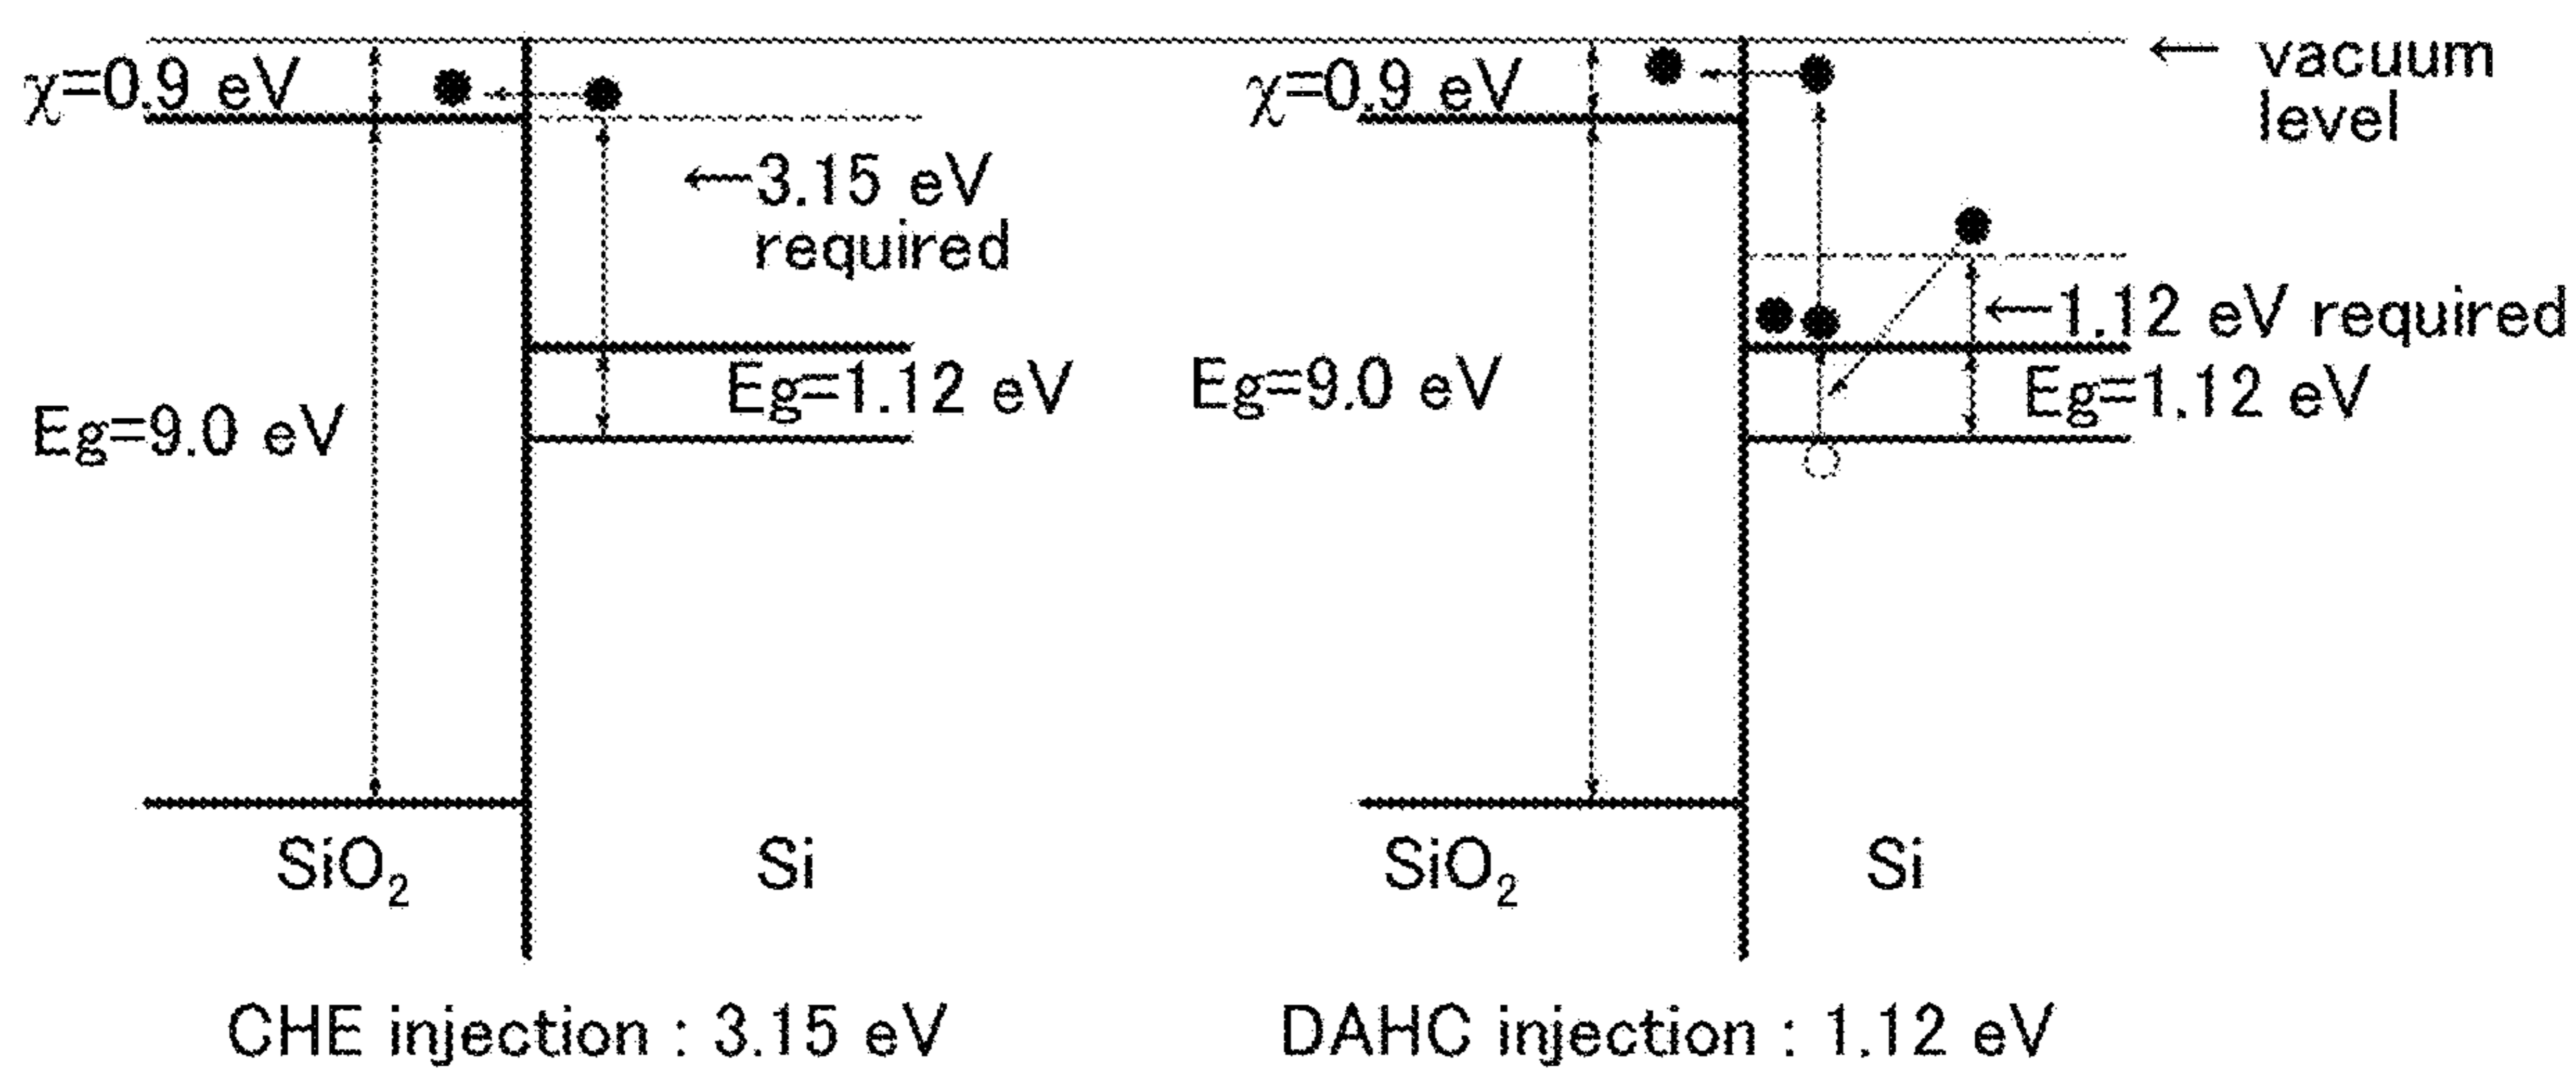 χ=0.9 eV
←3.15 eV
required
Eg=1.12 eV
Eg=9.0 eV
SiO₂
Si
CHE injection : 3.15 eV
← vacuum
level
χ=0.9 eV
←1.12 eV required
Eg=9.0 eV
Eg=1.12 eV
SiO₂
Si
DAHC injection : 1.12 eV